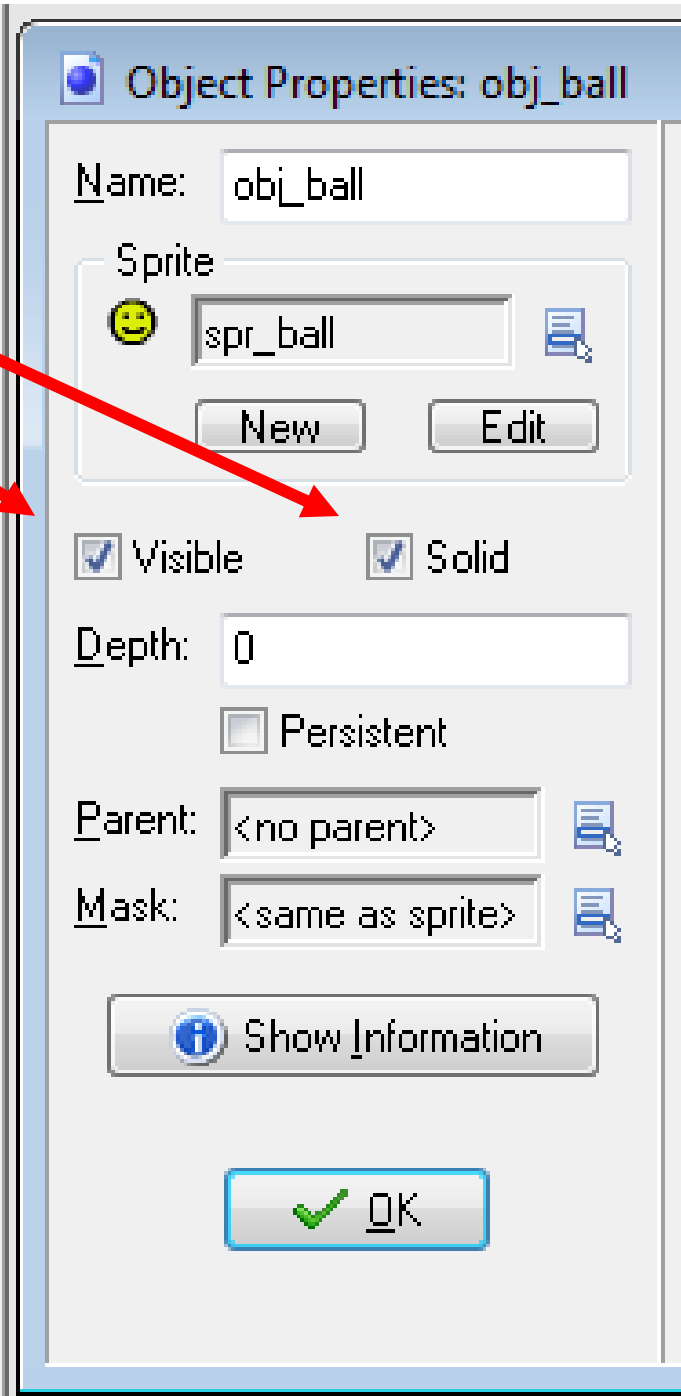 Object Properties: obj_ball
Name: obj_ball
Sprite
spr_ball
New Edit
Visible Solid
Depth: 0
Persistent
Parent: <no parent>
Mask: <same as sprite>
Show Information
OK